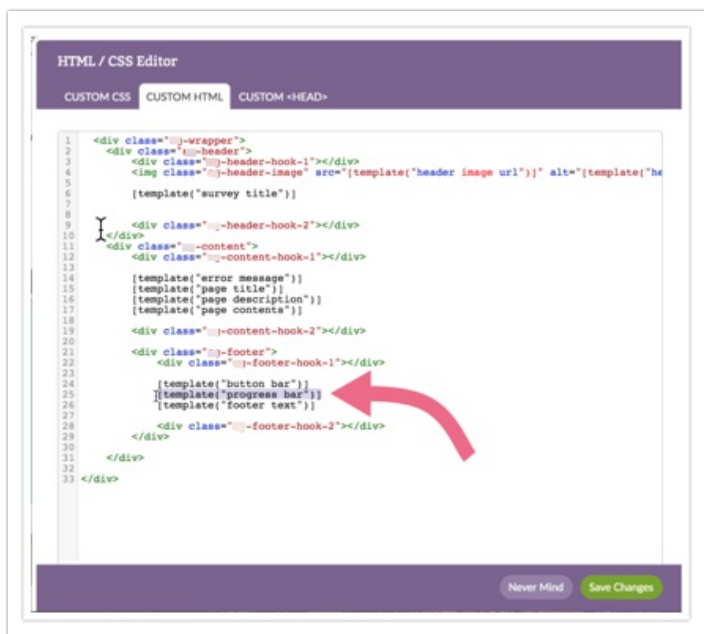 HTML / CSS Editor
CUSTOM CSS CUSTOM HTML CUSTOM <HEAD>
1 <div class="-wrapper">
2 <div class="-header">
3 <div class="-header-hook-1"></div>
4 <img class="-header-image" src="[template("header image url")]" alt="[template("he
5
6 [template("survey title")]
7
8
9 <div class="-header-hook-2"></div>
10 </div>
11 <div class="-content">
12 <div class="-content-hook-1"></div>
13
14 [template("error message")]
15 [template("page title")]
16 [template("page description")]
17 [template("page contents")]
18
19 <div class="-content-hook-2"></div>
20
21 <div class="-footer">
22 <div class="-footer-hook-1"></div>
23
24 [template("button bar")]
25 [template("progress bar")]
26 [template("footer text")]
27
28 <div class="-footer-hook-2"></div>
29 </div>
30
31 </div>
32
33 </div>
Never Mind Save Changes